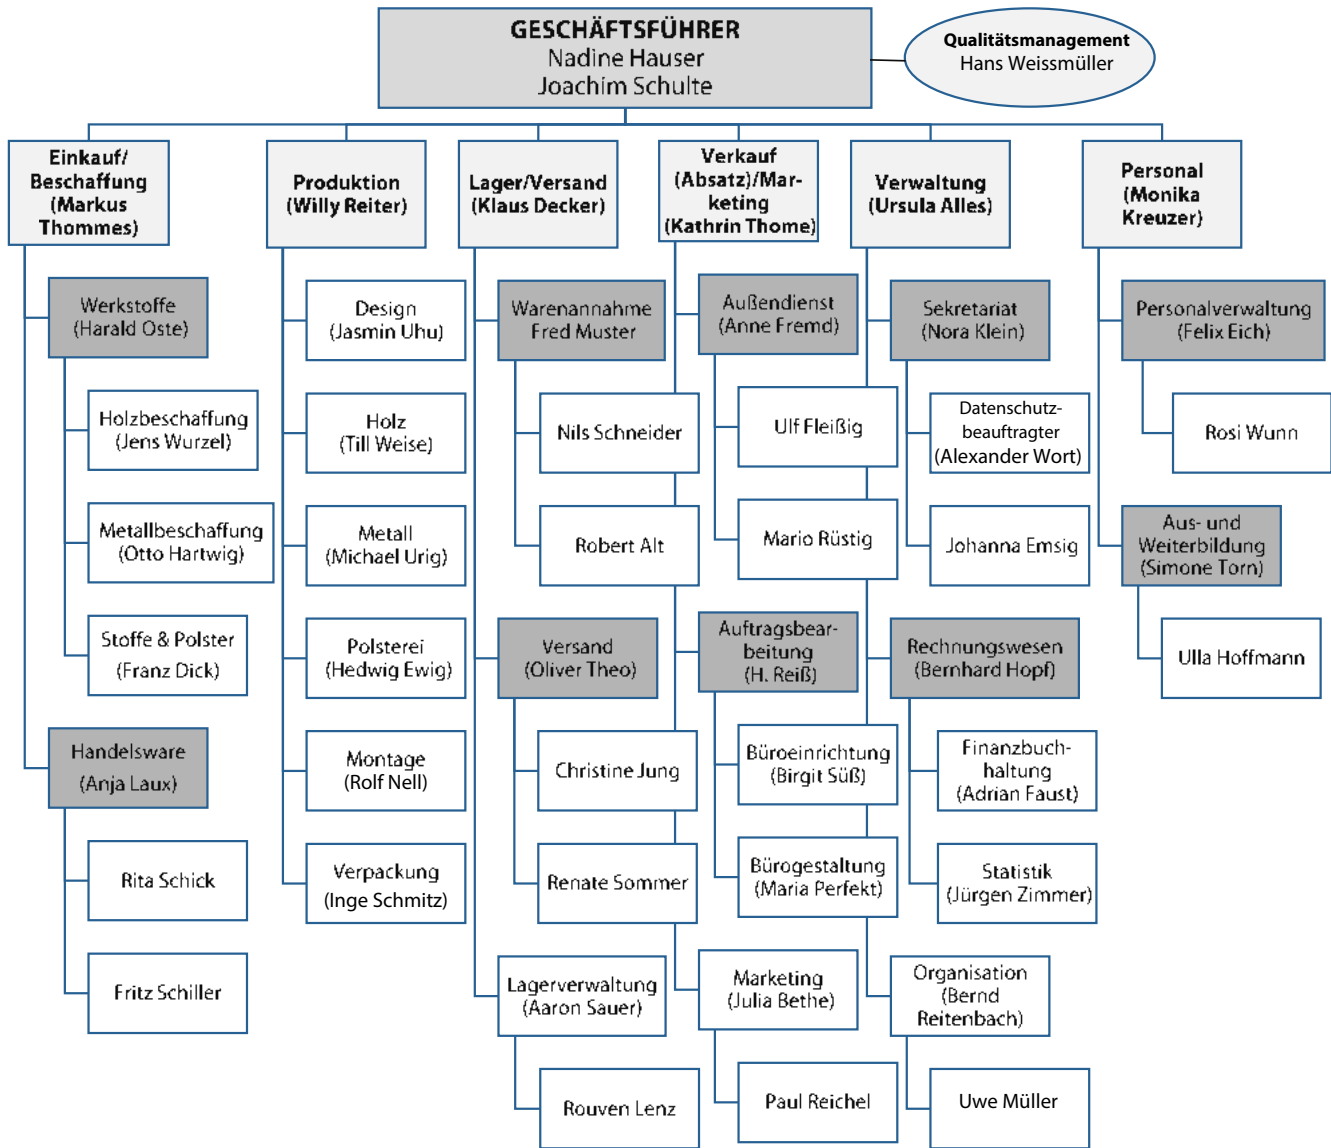 GESCHÄFTSFÜHRER
Nadine Hauser
Joachim Schulte
Qualitätsmanagement
Hans Weissmüller
Einkauf/
Beschaffung
(Markus
Thommes)
Werkstoffe
(Harald Oste)
Holzbeschaffung
(Jens Wurzel)
Metallbeschaffung
(Otto Hartwig)
Stoffe & Polster
(Franz Dick)
Handelsware
(Anja Laux)
Rita Schick
Fritz Schiller
Produktion
(Willy Reiter)
Design
(Jasmin Uhu)
Holz
(Till Weise)
Metall
(Michael Urig)
Polsterei
(Hedwig Ewig)
Montage
(Rolf Nell)
Verpackung
(Inge Schmitz)
Lager/Versand
(Klaus Decker)
Warenannahme
Fred Muster
Nils Schneider
Robert Alt
Versand
(Oliver Theo)
Christine Jung
Renate Sommer
Lagerverwaltung
(Aaron Sauer)
Rouven Lenz
Verkauf
(Absatz)/Mar-
keting
(Kathrin Thome)
Außendienst
(Anne Fremd)
Ulf Fleißig
Mario Rüstig
Auftragsbear-
beitung
(H. Reiß)
Büroeinrichtung
(Birgit Süß)
Bürogestaltung
(Maria Perfekt)
Marketing
(Julia Bethe)
Paul Reichel
Verwaltung
(Ursula Alles)
Sekretariat
(Nora Klein)
Datenschutz-
beauftragter
(Alexander Wort)
Johanna Emsig
Rechnungswesen
(Bernhard Hopf)
Finanzbuch-
haltung
(Adrian Faust)
Statistik
(Jürgen Zimmer)
Organisation
(Bernd
Reitenbach)
Uwe Müller
Personal
(Monika
Kreuzer)
Personalverwaltung
(Felix Eich)
Rosi Wunn
Aus- und
Weiterbildung
(Simone Torn)
Ulla Hoffmann